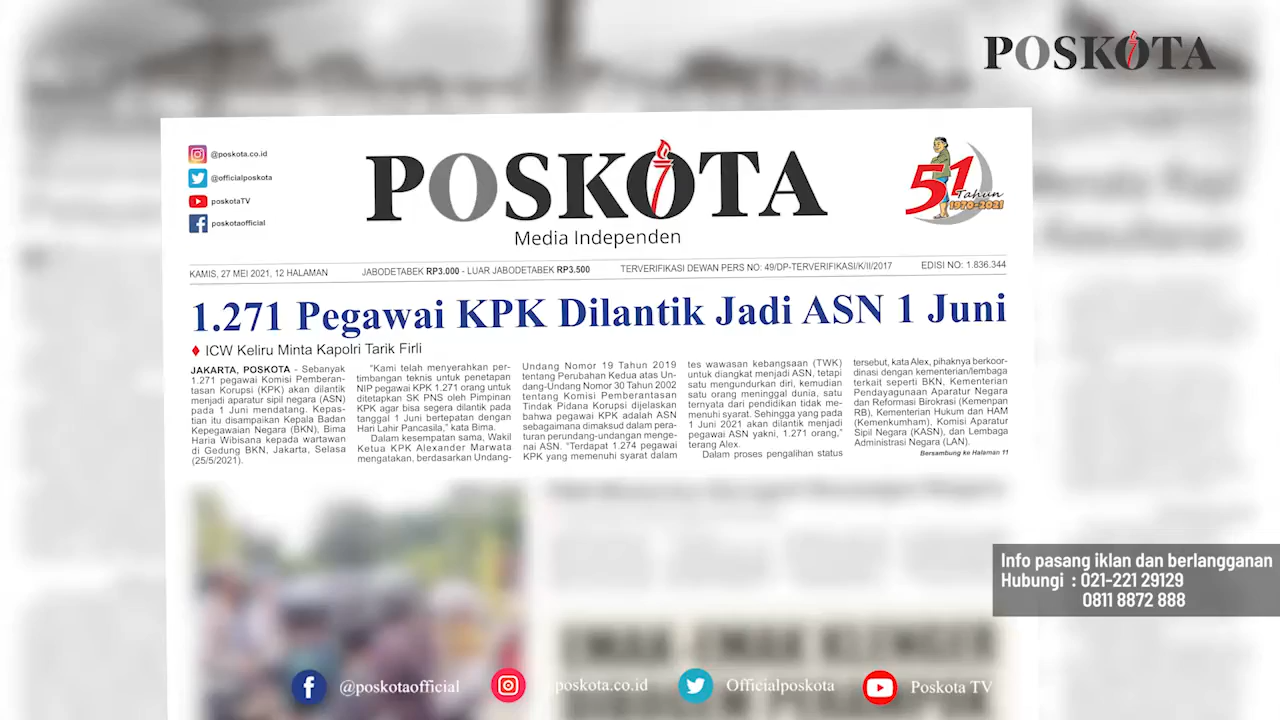 POSKOTA
@poskota.co.id
@officialposkota
poskotaTV
poskotaofficial
POSKOTA
Media Independen
51 Tahun
1970-2021
KAMIS, 27 MEI 2021, 12 HALAMAN
JABODETABEK RP3.000 - LUAR JABODETABEK RP3.500
TERVERIFIKASI DEWAN PERS NO: 49/DP-TERVERIFIKASI/K/II/2017
EDISI NO: 1.836.344
1.271 Pegawai KPK Dilantik Jadi ASN 1 Juni
ICW Keliru Minta Kapolri Tarik Firli
JAKARTA, POSKOTA - Sebanyak
1.271 pegawai Komisi Pemberan-
tasan Korupsi (KPK) akan dilantik
menjadi aparatur sipil negara (ASN)
pada 1 Juni mendatang. Kepas-
tian itu disampaikan Kepala Badan
Kepegawaian Negara (BKN), Bima
Haria Wibisana kepada wartawan
di Gedung BKN, Jakarta, Selasa
(25/5/2021).
"Kami telah menyerahkan per-
timbangan teknis untuk penetapan
NIP pegawai KPK 1.271 orang untuk
ditetapkan SK PNS oleh Pimpinan
KPK agar bisa segera dilantik pada
tanggal 1 Juni bertepatan dengan
Hari Lahir Pancasila," kata Bima.
Dalam kesempatan sama, Wakil
Ketua KPK Alexander Marwata
mengatakan, berdasarkan Undang-
Undang Nomor 19 Tahun 2019
tentang Perubahan Kedua atas Un-
dang-Undang Nomor 30 Tahun 2002
tentang Komisi Pemberantasan
Tindak Pidana Korupsi dijelaskan
bahwa pegawai KPK adalah ASN
sebagaimana dimaksud dalam pera-
turan perundang-undangan menge-
nai ASN. "Terdapat 1.274 pegawai
KPK yang memenuhi syarat dalam
tes wawasan kebangsaan (TWK)
untuk diangkat menjadi ASN, tetapi
satu mengundurkan diri, kemudian
satu orang meninggal dunia, satu
ternyata dari pendidikan tidak me-
menuhi syarat. Sehingga yang pada
1 Juni 2021 akan dilantik menjadi
pegawai ASN yakni, 1.271 orang,"
terang Alex.
Dalam proses pengalihan status
tersebut, kata Alex, pihaknya berkoor-
dinasi dengan kementerian/lembaga
terkait seperti BKN, Kementerian
Pendayagunaan Aparatur Negara
dan Reformasi Birokrasi (Kemenpan
RB), Kementerian Hukum dan HAM
(Kemenkumham), Komisi Aparatur
Sipil Negara (KASN), dan Lembaga
Administrasi Negara (LAN).
Bersambung ke Halaman 11
Info pasang iklan dan berlangganan
Hubungi : 021-221 29129
0811 8872 888
EMAK-EMAK KLENGER
@poskotaofficial
poskota.co.id
Officialposkota
Poskota TV